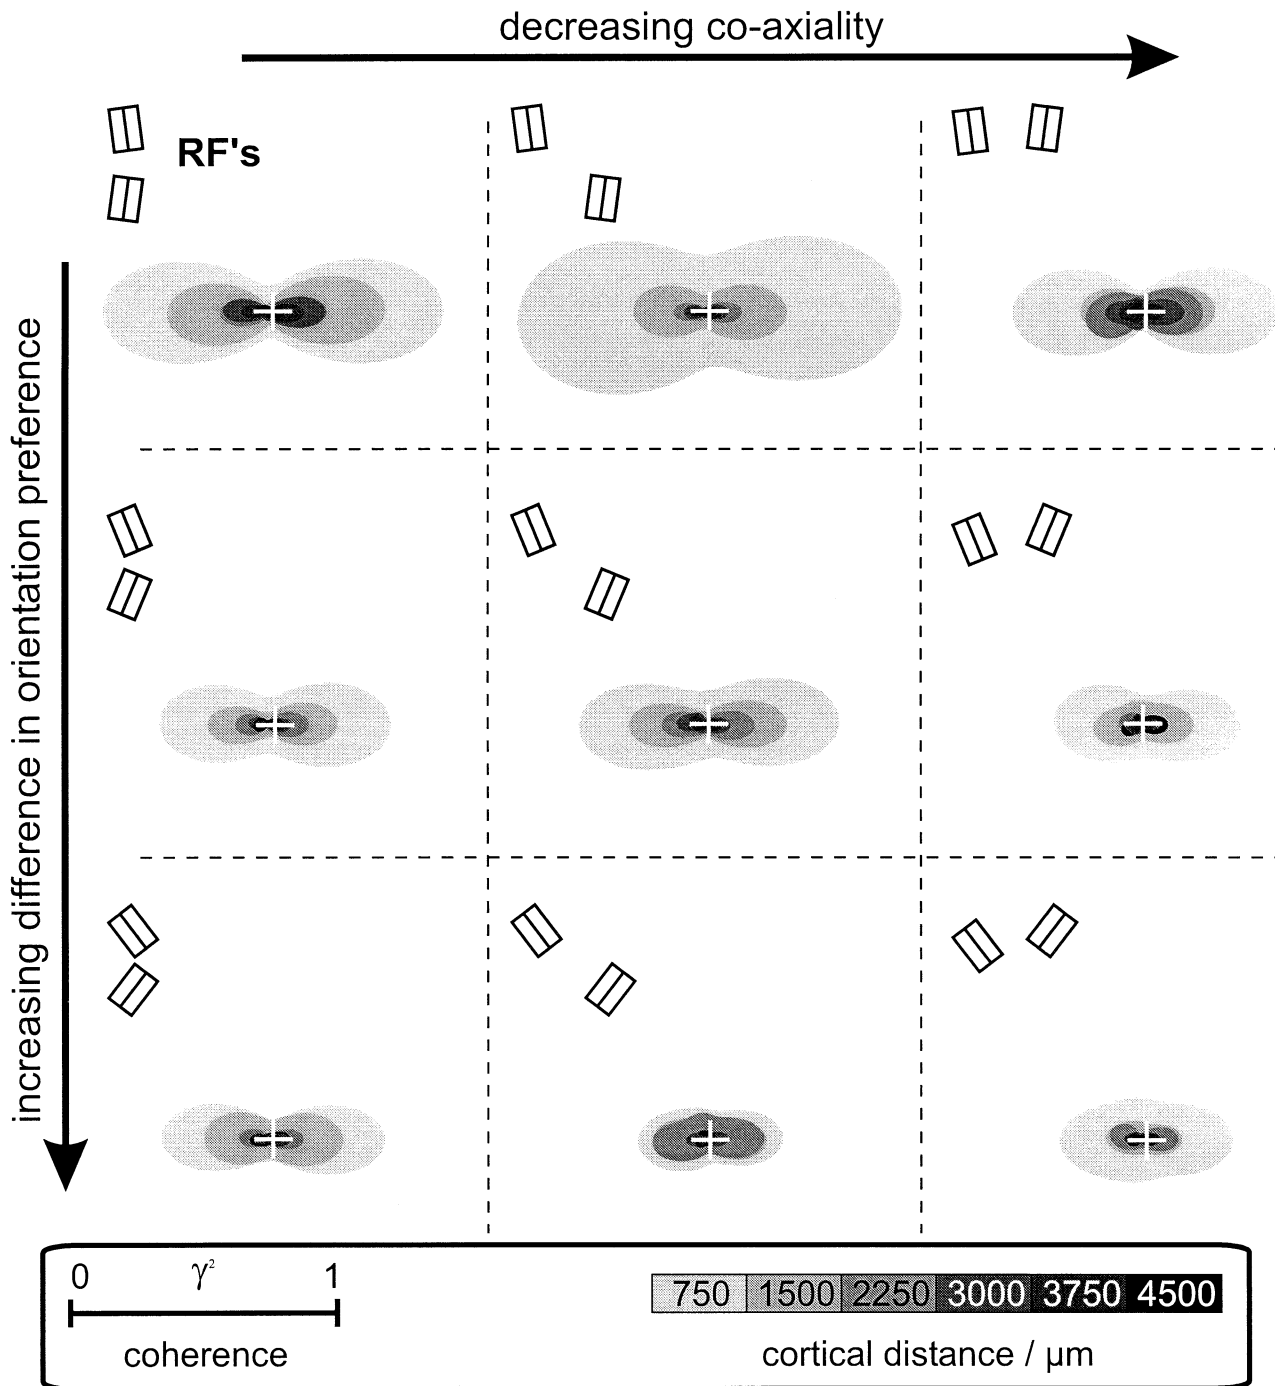 decreasing co-axiality
RF's
increasing difference in orientation preference
0 γ² 1
coherence
750 1500 2250 3000 3750 4500
cortical distance / µm